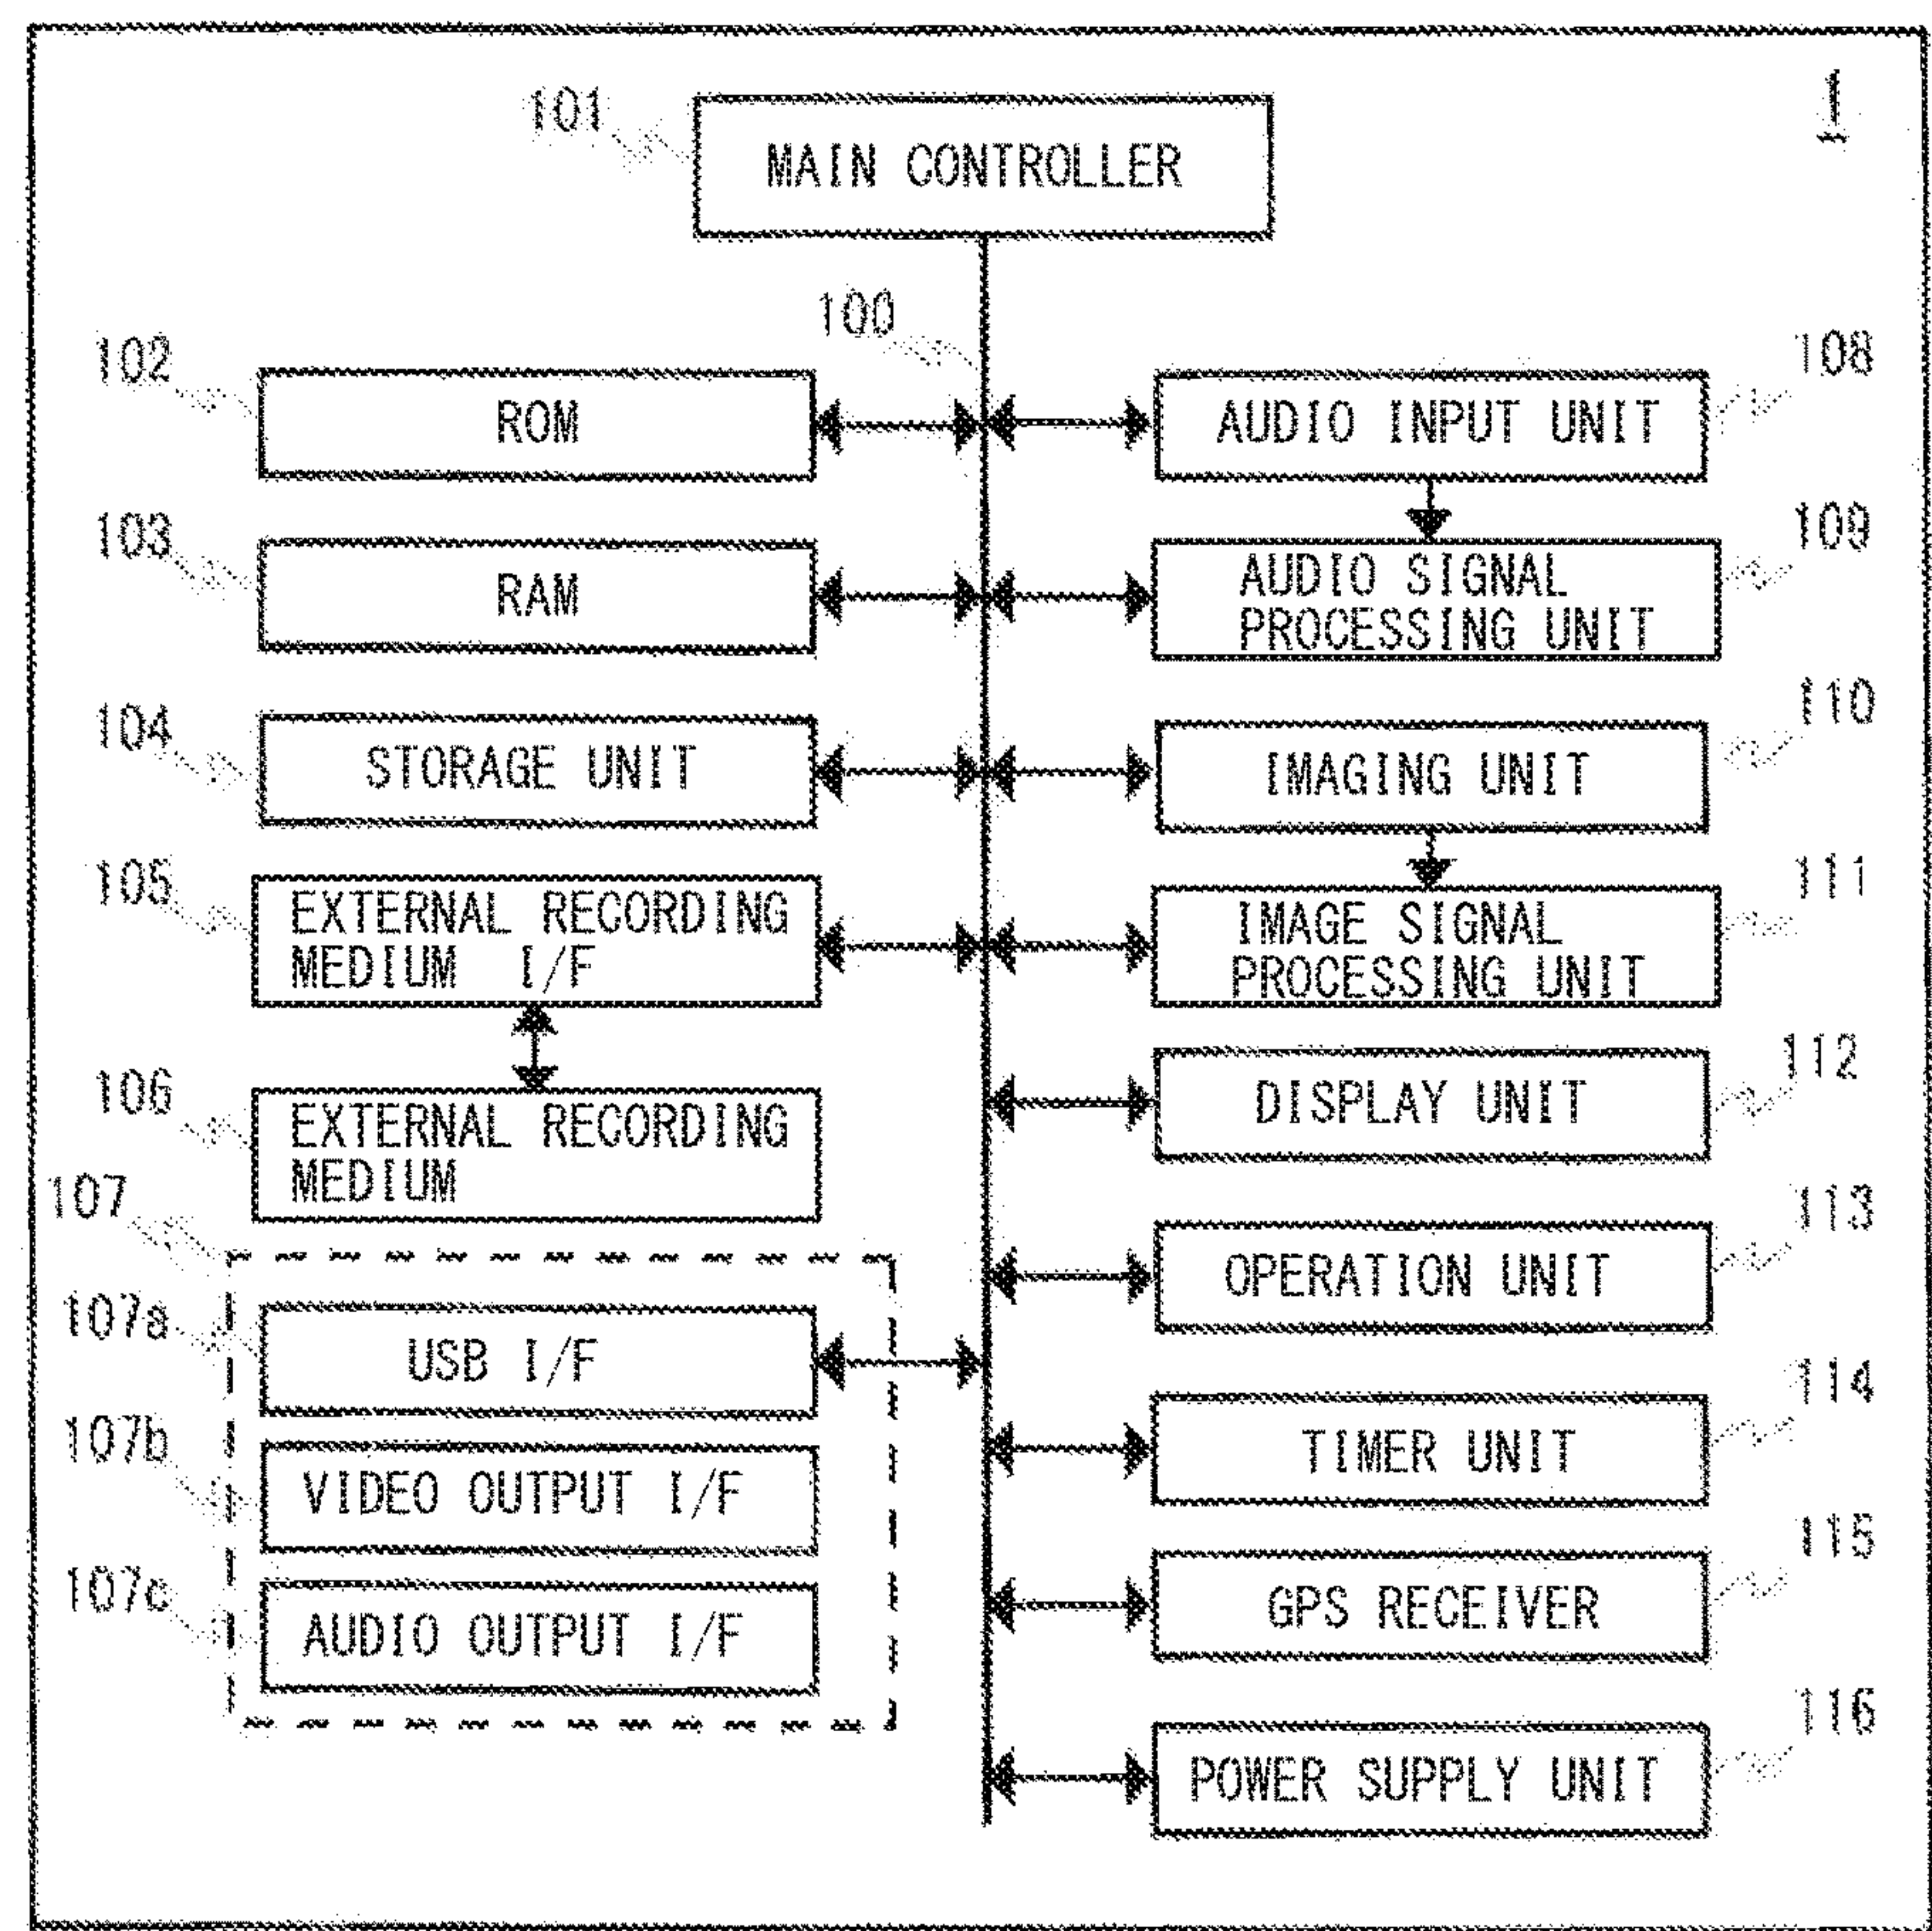 1
101
MAIN CONTROLLER
100
102
ROM
103
RAM
104
STORAGE UNIT
105
EXTERNAL RECORDING
MEDIUM I/F
106
EXTERNAL RECORDING
MEDIUM
107
107a
USB I/F
107b
VIDEO OUTPUT I/F
107c
AUDIO OUTPUT I/F
108
AUDIO INPUT UNIT
109
AUDIO SIGNAL
PROCESSING UNIT
110
IMAGING UNIT
111
IMAGE SIGNAL
PROCESSING UNIT
112
DISPLAY UNIT
113
OPERATION UNIT
114
TIMER UNIT
115
GPS RECEIVER
116
POWER SUPPLY UNIT